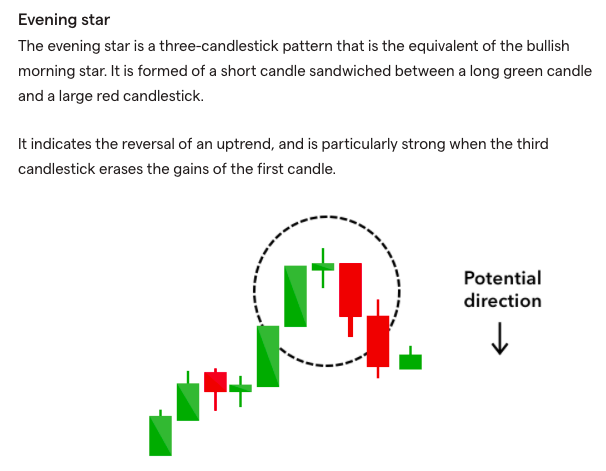 Evening star
The evening star is a three-candlestick pattern that is the equivalent of the bullish
morning star. It is formed of a short candle sandwiched between a long green candle
and a large red candlestick.
It indicates the reversal of an uptrend, and is particularly strong when the third
candlestick erases the gains of the first candle.
Potential
direction